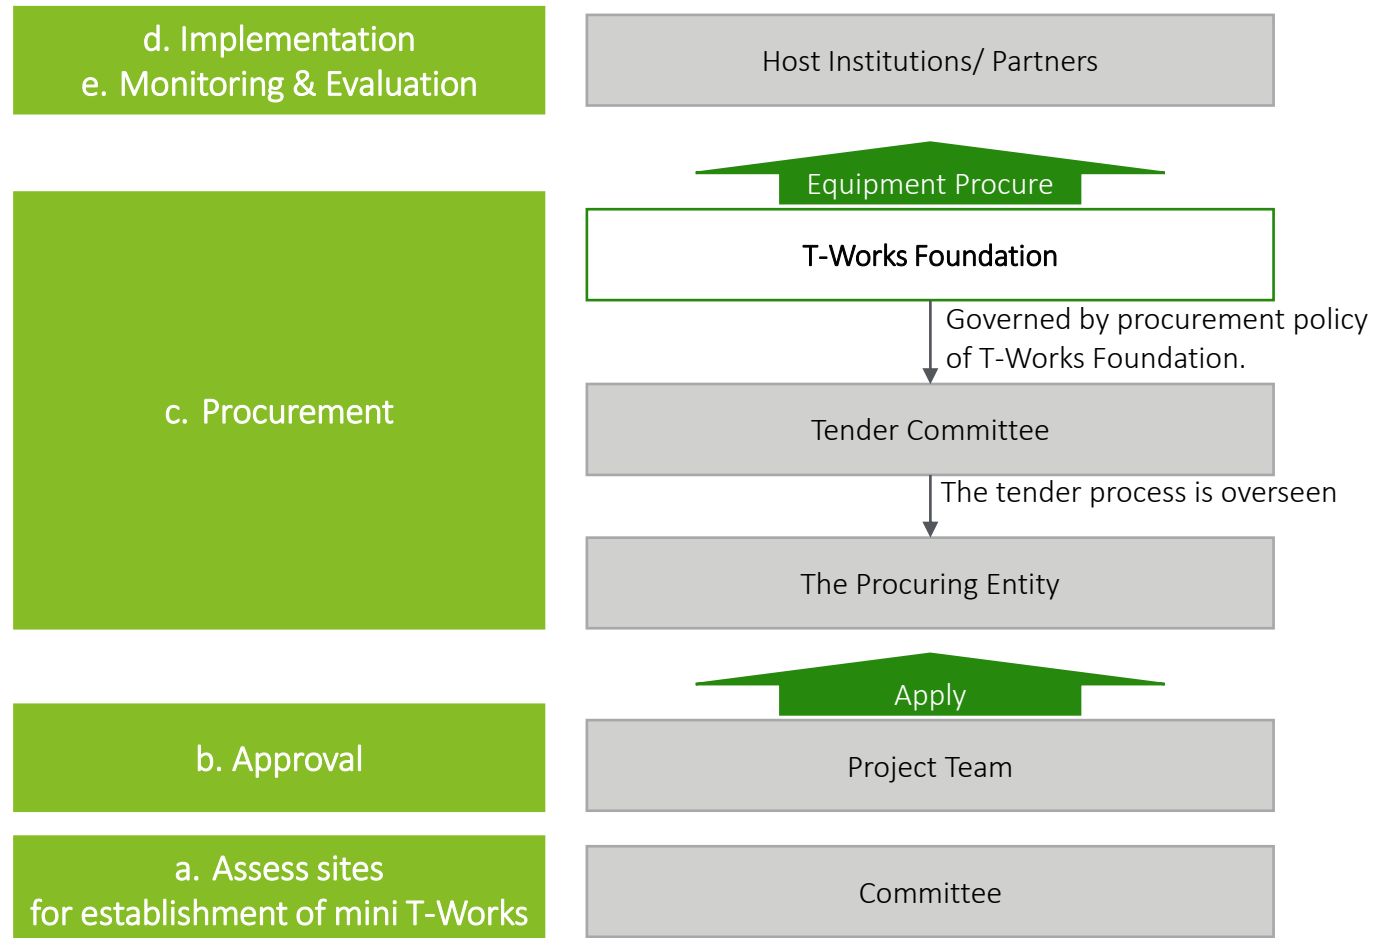 d. Implementation
e. Monitoring & Evaluation
Host Institutions/ Partners
Equipment Procure
T-Works Foundation
Governed by procurement policy
of T-Works Foundation.
c. Procurement
Tender Committee
The tender process is overseen
The Procuring Entity
Apply
b. Approval
Project Team
a. Assess sites
for establishment of mini T-Works
Committee